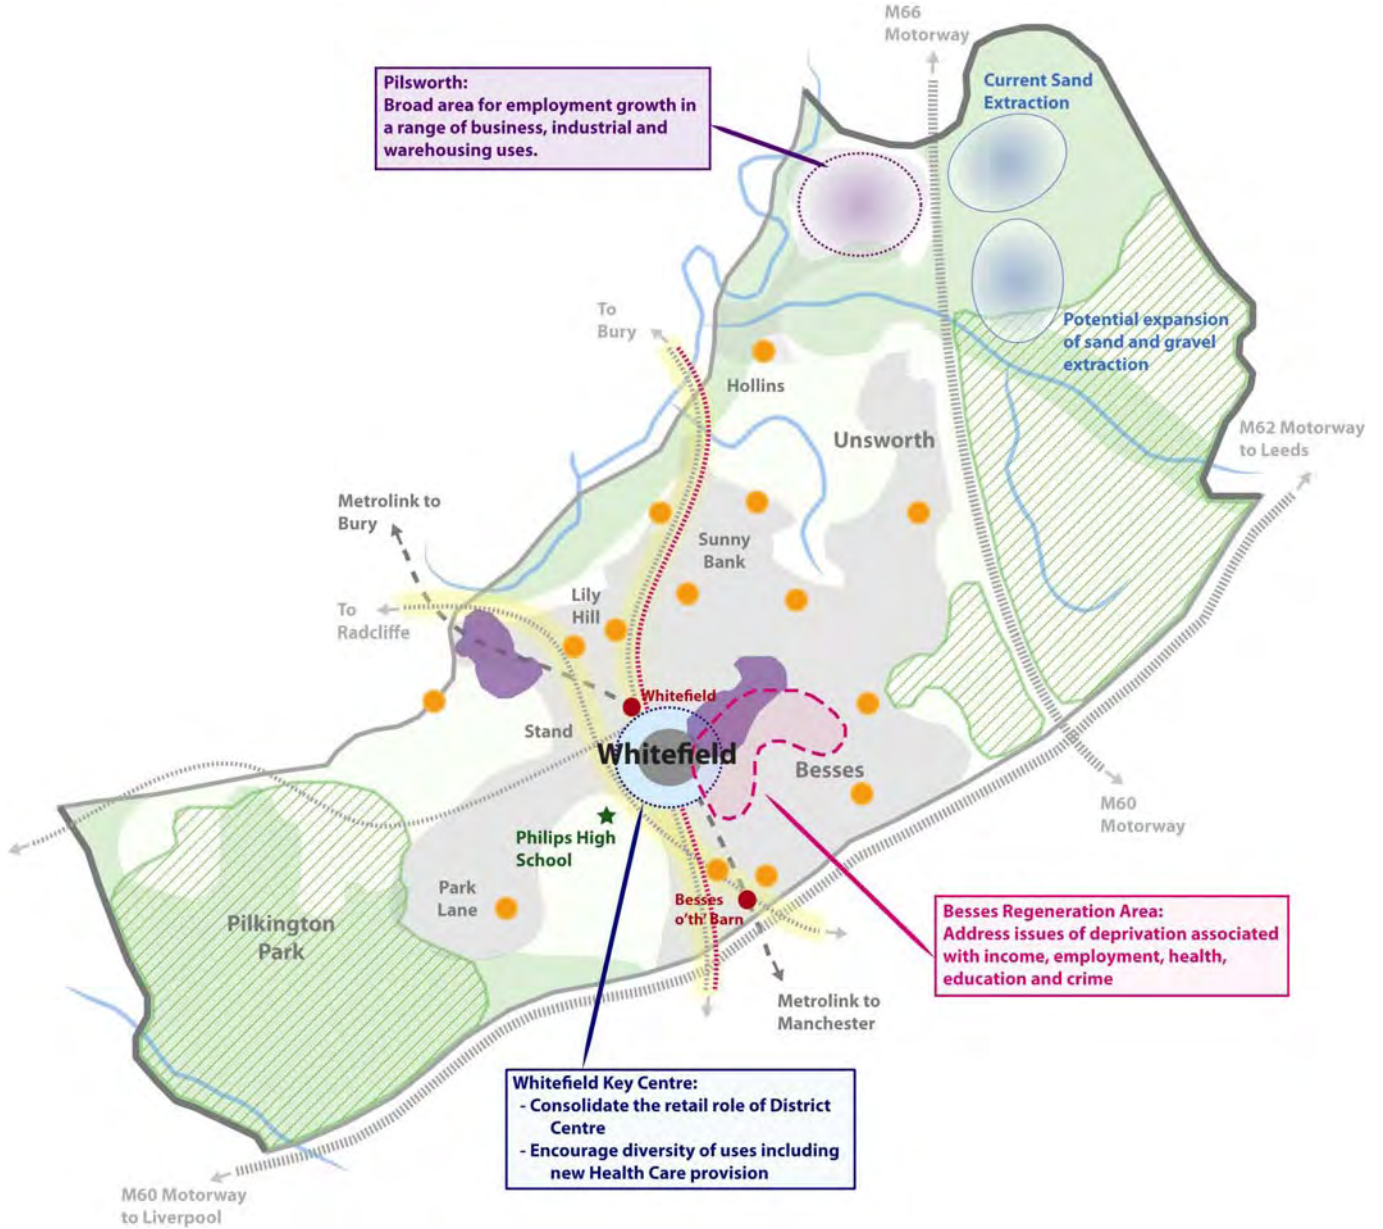 M66
Motorway
Pilsworth:
Broad area for employment growth in
a range of business, industrial and
warehousing uses.
Current Sand
Extraction
To
Bury
Potential expansion
of sand and gravel
extraction
Hollins
Unsworth
M62 Motorway
to Leeds
Metrolink to
Bury
Sunny
Bank
Lily
Hill
To
Radcliffe
Whitefield
Stand
Whitefield
Besses
M60
Motorway
Philips High
School
Park
Lane
Besses
o'th' Barn
Pilkington
Park
Besses Regeneration Area:
Address issues of deprivation associated
with income, employment, health,
education and crime
Metrolink to
Manchester
Whitefield Key Centre:
- Consolidate the retail role of District
Centre
- Encourage diversity of uses including
new Health Care provision
M60 Motorway
to Liverpool